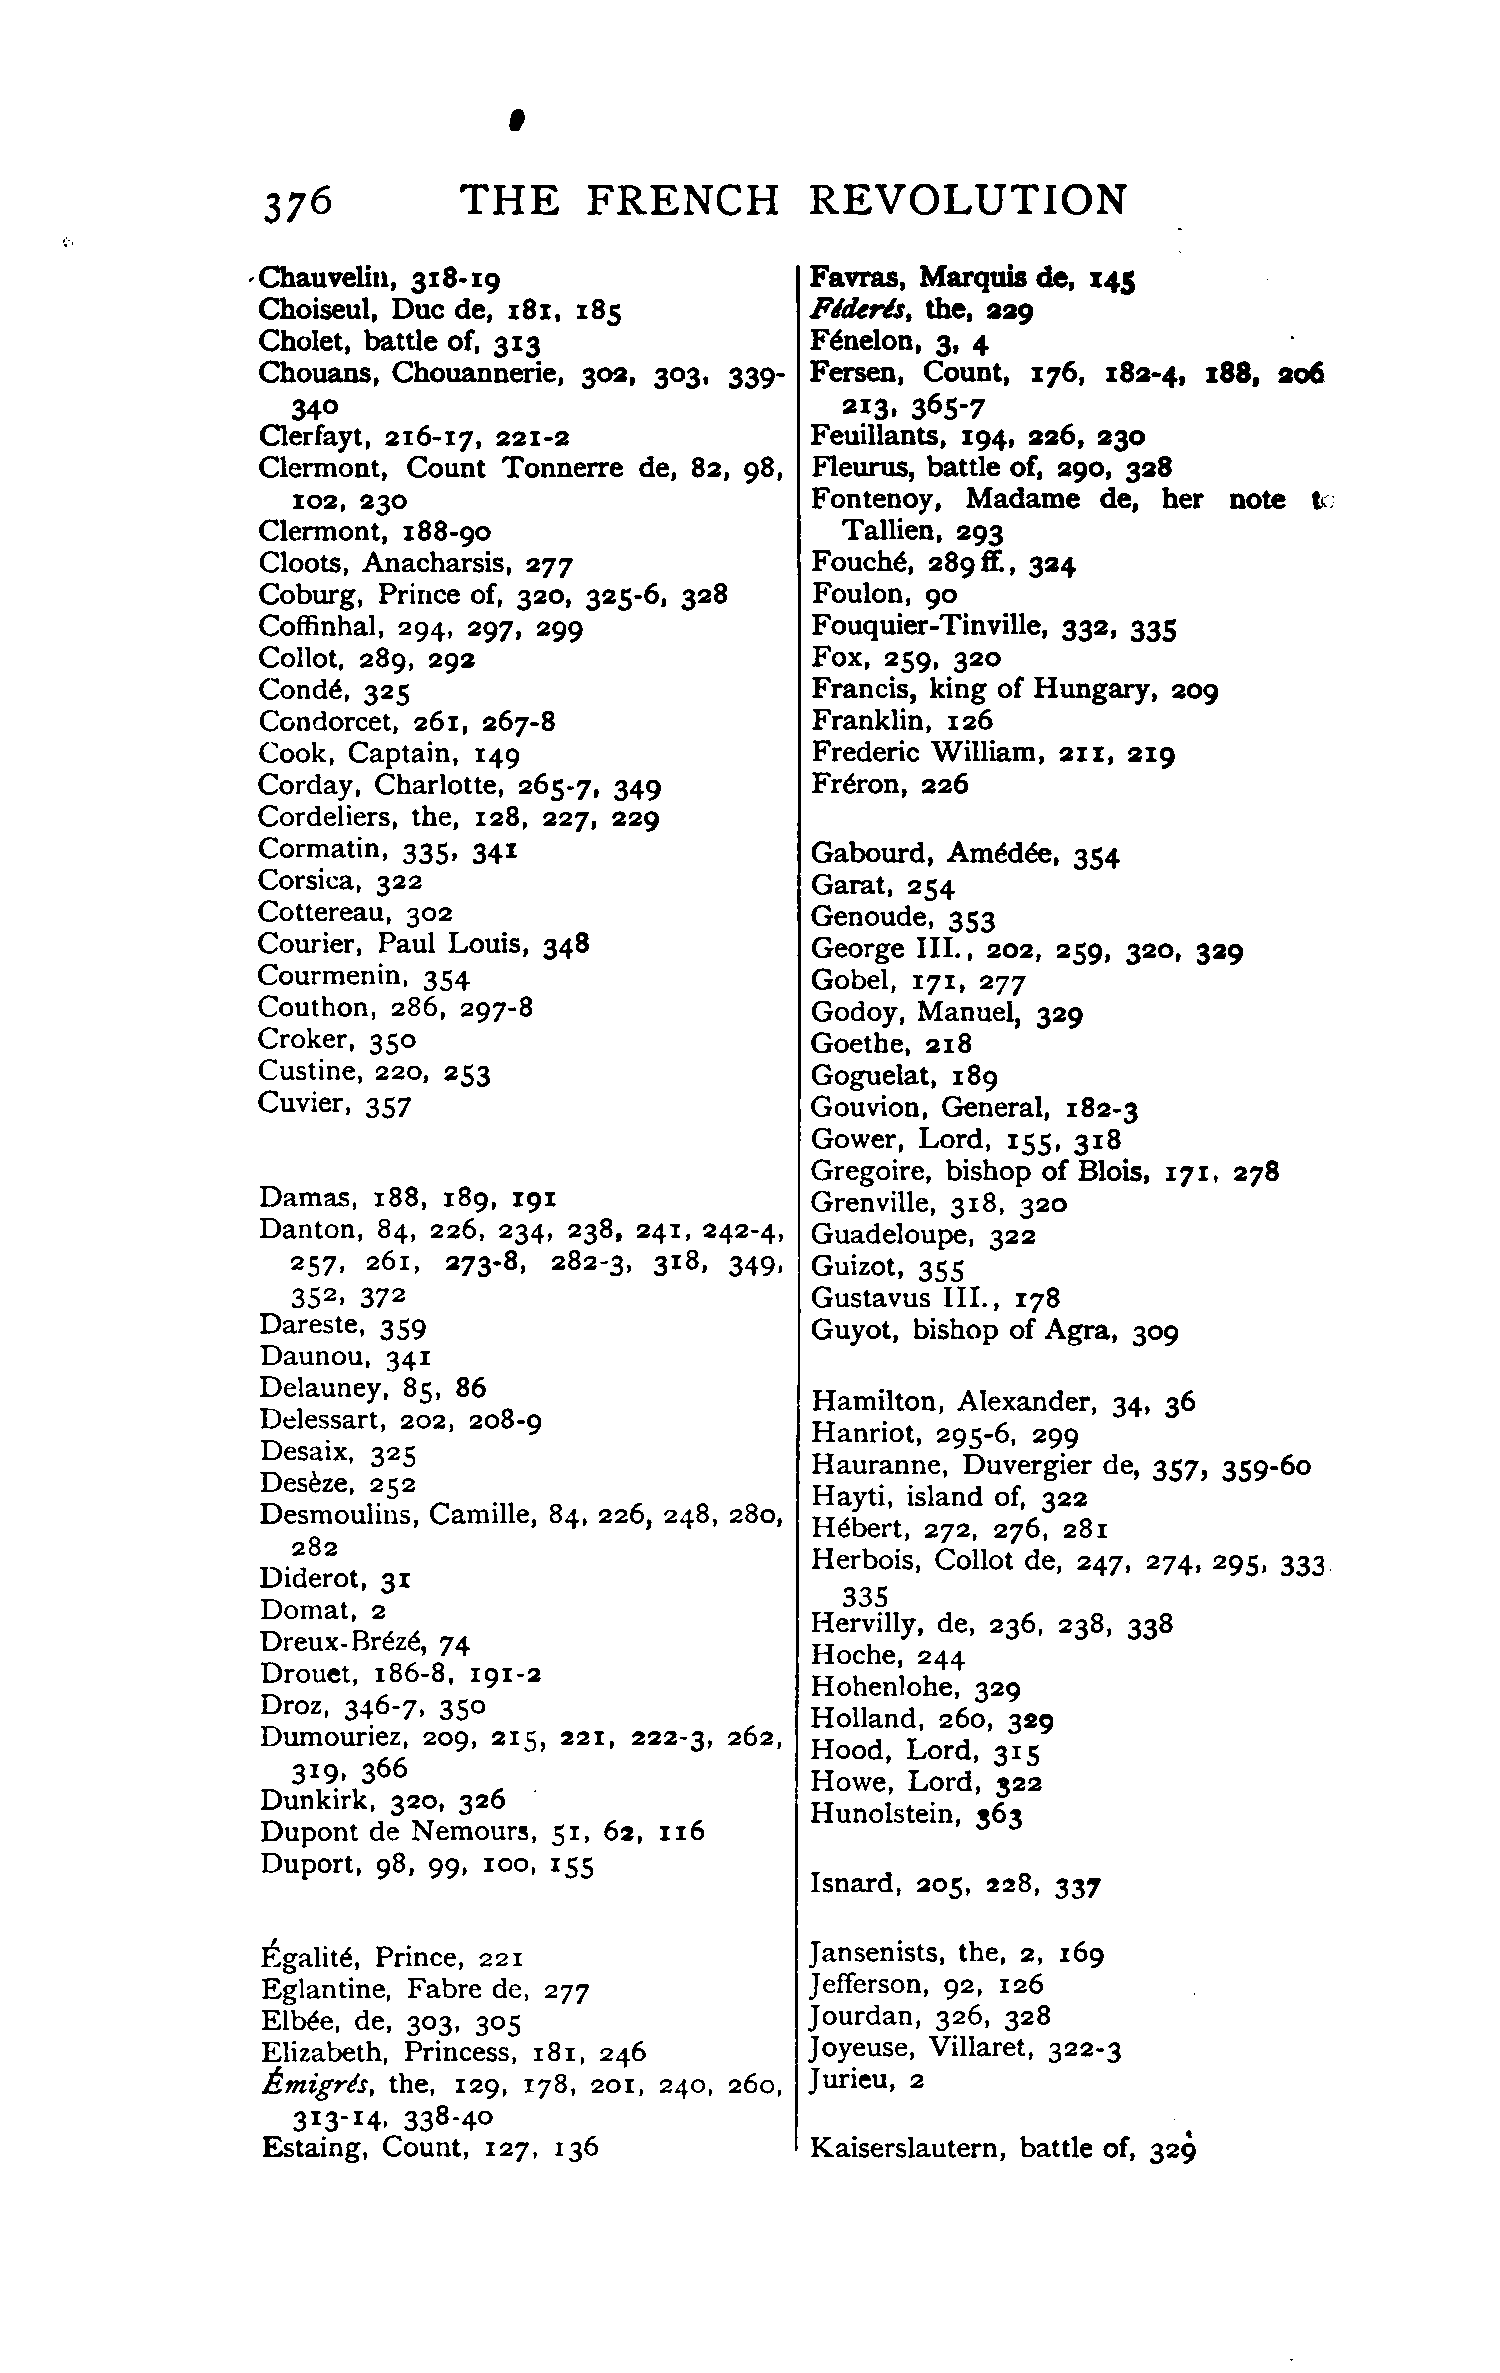 376 THE FRENCH REVOLUTION
Chauvelin, 318-19
Choiseul, Duc de, 181, 185
Cholet, battle of, 313
Chouans, Chouannerie, 302, 303, 339-
340
Clerfayt, 216-17, 221-2
Clermont, Count Tonnerre de, 82, 98,
102, 230
Clermont, 188-90
Cloots, Anacharsis, 277
Coburg, Prince of, 320, 325-6, 328
Coffinhal, 294, 297, 299
Collot, 289, 292
Condé, 325
Condorcet, 261, 267-8
Cook, Captain, 149
Corday, Charlotte, 265-7, 349
Cordeliers, the, 128, 227, 229
Cormatin, 335, 341
Corsica, 322
Cottereau, 302
Courier, Paul Louis, 348
Courmenin, 354
Couthon, 286, 297-8
Croker, 350
Custine, 220, 253
Cuvier, 357
Damas, 188, 189, 191
Danton, 84, 226, 234, 238, 241, 242-4,
257, 261, 273-8, 282-3, 318, 349,
352, 372
Dareste, 359
Daunou, 341
Delauney, 85, 86
Delessart, 202, 208-9
Desaix, 325
Desèze, 252
Desmoulins, Camille, 84, 226, 248, 280,
282
Diderot, 31
Domat, 2
Dreux-Brézé, 74
Drouet, 186-8, 191-2
Droz, 346-7, 350
Dumouriez, 209, 215, 221, 222-3, 262,
319, 366
Dunkirk, 320, 326
Dupont de Nemours, 51, 62, 116
Duport, 98, 99, 100, 155
Égalité, Prince, 221
Eglantine, Fabre de, 277
Elbée, de, 303, 305
Elizabeth, Princess, 181, 246
Émigrés, the, 129, 178, 201, 240, 260,
313-14, 338-40
Estaing, Count, 127, 136
Favras, Marquis de, 145
Féderés, the, 229
Fénelon, 3, 4
Fersen, Count, 176, 182-4, 188, 206
213, 365-7
Feuillants, 194, 226, 230
Fleurus, battle of, 290, 328
Fontenoy, Madame de, her note to
Tallien, 293
Fouché, 289 ff., 324
Foulon, 90
Fouquier-Tinville, 332, 335
Fox, 259, 320
Francis, king of Hungary, 209
Franklin, 126
Frederic William, 211, 219
Fréron, 226
Gabourd, Amédée, 354
Garat, 254
Genoude, 353
George III., 202, 259, 320, 329
Gobel, 171, 277
Godoy, Manuel, 329
Goethe, 218
Goguelat, 189
Gouvion, General, 182-3
Gower, Lord, 155, 318
Gregoire, bishop of Blois, 171, 278
Grenville, 318, 320
Guadeloupe, 322
Guizot, 355
Gustavus III., 178
Guyot, bishop of Agra, 309
Hamilton, Alexander, 34, 36
Hanriot, 295-6, 299
Hauranne, Duvergier de, 357, 359-60
Hayti, island of, 322
Hébert, 272, 276, 281
Herbois, Collot de, 247, 274, 295, 333
335
Hervilly, de, 236, 238, 338
Hoche, 244
Hohenlohe, 329
Holland, 260, 329
Hood, Lord, 315
Howe, Lord, 322
Hunolstein, 363
Isnard, 205, 228, 337
Jansenists, the, 2, 169
Jefferson, 92, 126
Jourdan, 326, 328
Joyeuse, Villaret, 322-3
Jurieu, 2
Kaiserslautern, battle of, 329